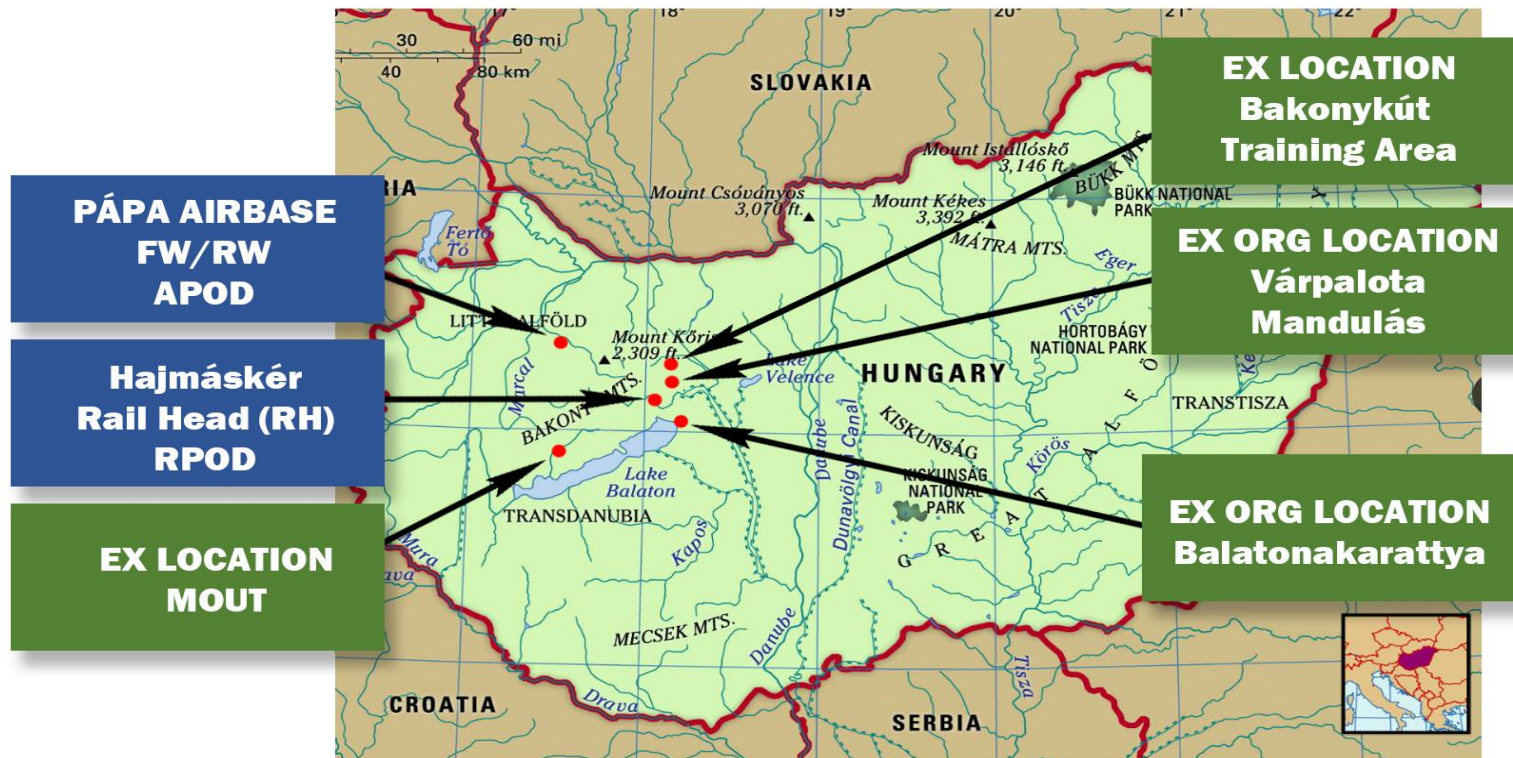 17
18
19
20
21
22
30
60 mi
40
80 km
SLOVAKIA
EX LOCATION
Bakonykút
Training Area
Mount Istállóskő
3,146 ft.
BÜKK MTS.
BÜKK NATIONAL
PARK
Mount Csóványos
3,070 ft.
Mount Kékes
3,392 ft.
MÁTRA MTS.
PÁPA AIRBASE
FW/RW
APOD
Fertő
Tó
EX ORG LOCATION
Várpalota
Mandulás
Eger
Tisza
HORTOBÁGY
NATIONAL PARK
Mount Kőris
2,309 ft.
Lake
Velence
HUNGARY
Hajmáskér
Rail Head (RH)
RPOD
Marcal
BAKONY MTS.
Danube
Dunavölgyi Canal
KISKUNSÁG
KISKUNSÁG
NATIONAL
PARK
Körös
TRANSTISZA
GREAT ALFÖ
Lake
Balaton
TRANSDANUBIA
Kapos
EX LOCATION
MOUT
Mura
EX ORG LOCATION
Balatonakarattya
MECSEK MTS.
Danube
Drava
Tisza
CROATIA
SERBIA